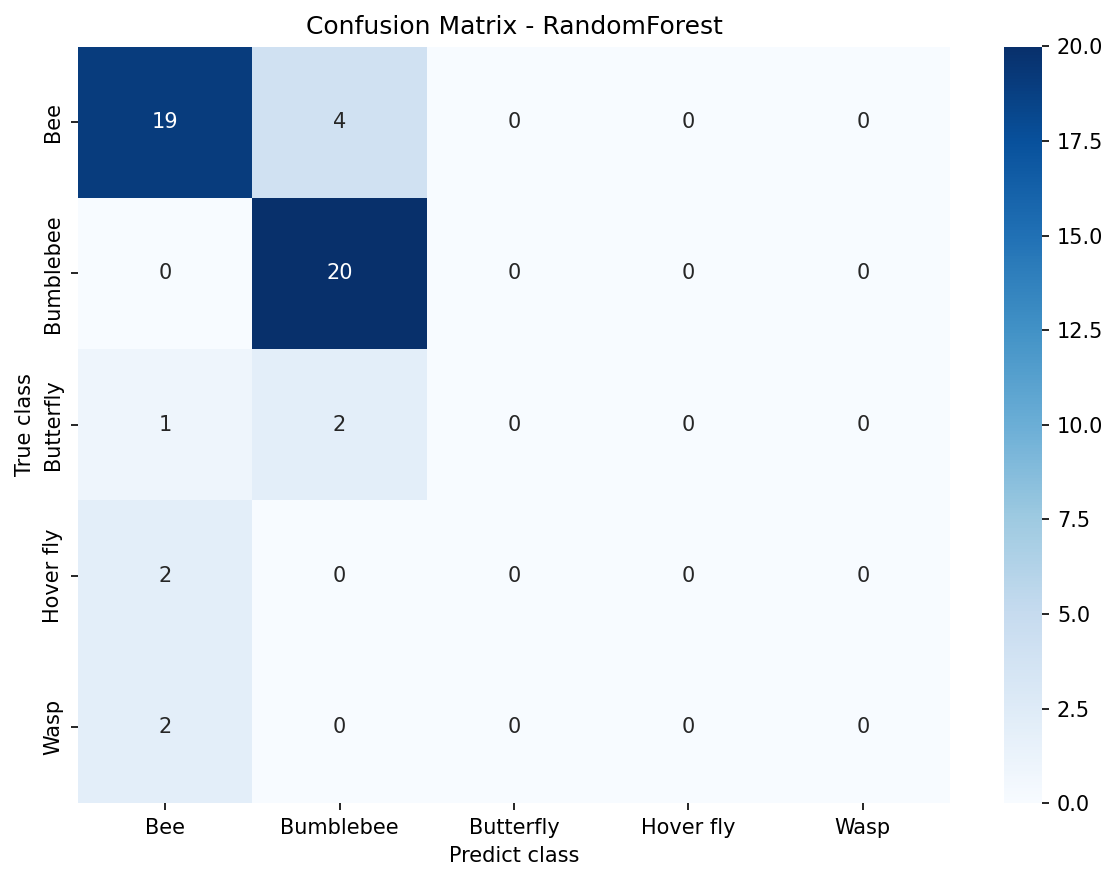 Confusion Matrix - RandomForest
True class
Bee 19 4 0 0 0
Bumblebee 0 20 0 0 0
Butterfly 1 2 0 0 0
Hover fly 2 0 0 0 0
Wasp 2 0 0 0 0
Bee Bumblebee Butterfly Hover fly Wasp
Predict class
20.0
17.5
15.0
12.5
10.0
7.5
5.0
2.5
0.0